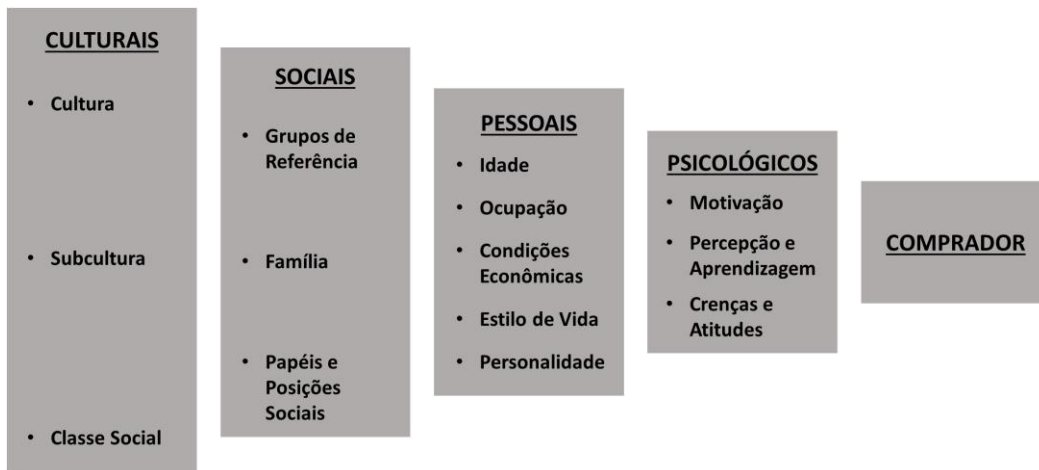 CULTURAIS
• Cultura
• Subcultura
• Classe Social
SOCIAIS
• Grupos de
Referência
• Família
• Papéis e
Posições
Sociais
PESSOAIS
• Idade
• Ocupação
• Condições
Econômicas
• Estilo de Vida
• Personalidade
PSICOLÓGICOS
• Motivação
• Percepção e
Aprendizagem
• Crenças e
Atitudes
COMPRADOR